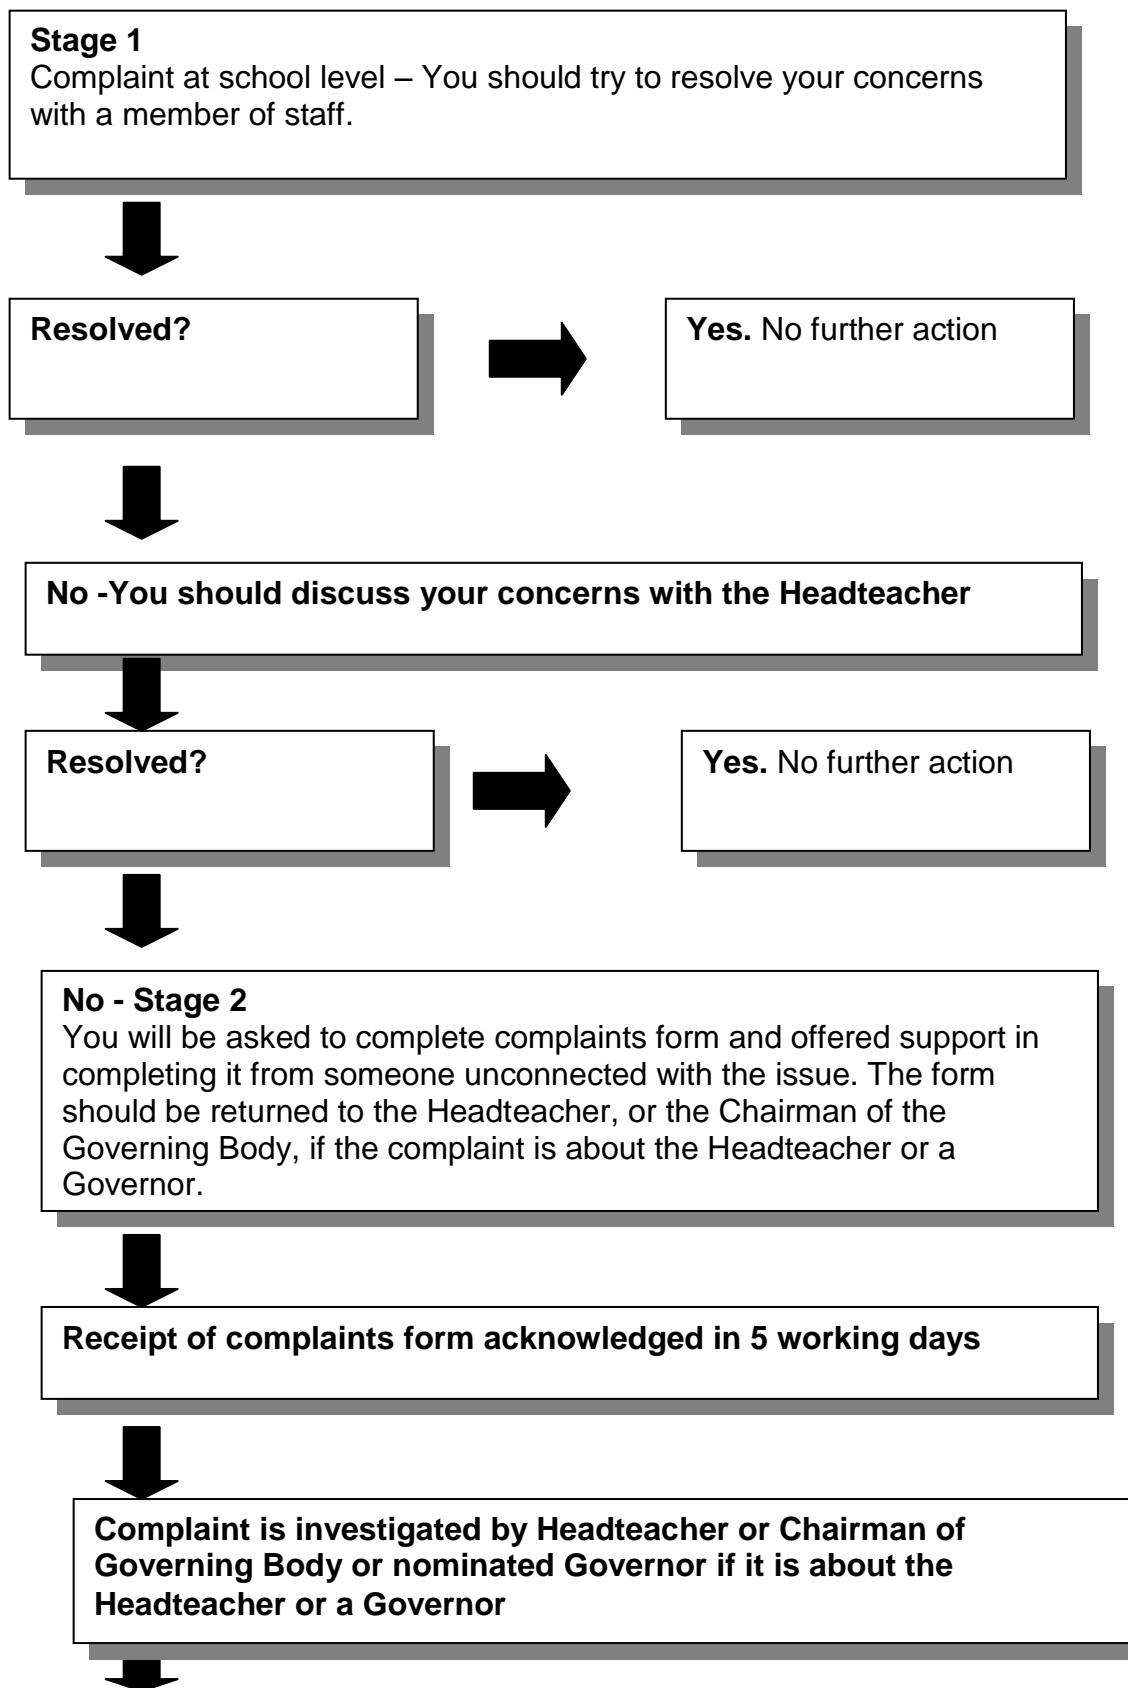 Stage 1
Complaint at school level – You should try to resolve your concerns
with a member of staff.
Resolved?
Yes. No further action
No -You should discuss your concerns with the Headteacher
Resolved?
Yes. No further action
No - Stage 2
You will be asked to complete complaints form and offered support in
completing it from someone unconnected with the issue. The form
should be returned to the Headteacher, or the Chairman of the
Governing Body, if the complaint is about the Headteacher or a
Governor.
Receipt of complaints form acknowledged in 5 working days
Complaint is investigated by Headteacher or Chairman of
Governing Body or nominated Governor if it is about the
Headteacher or a Governor